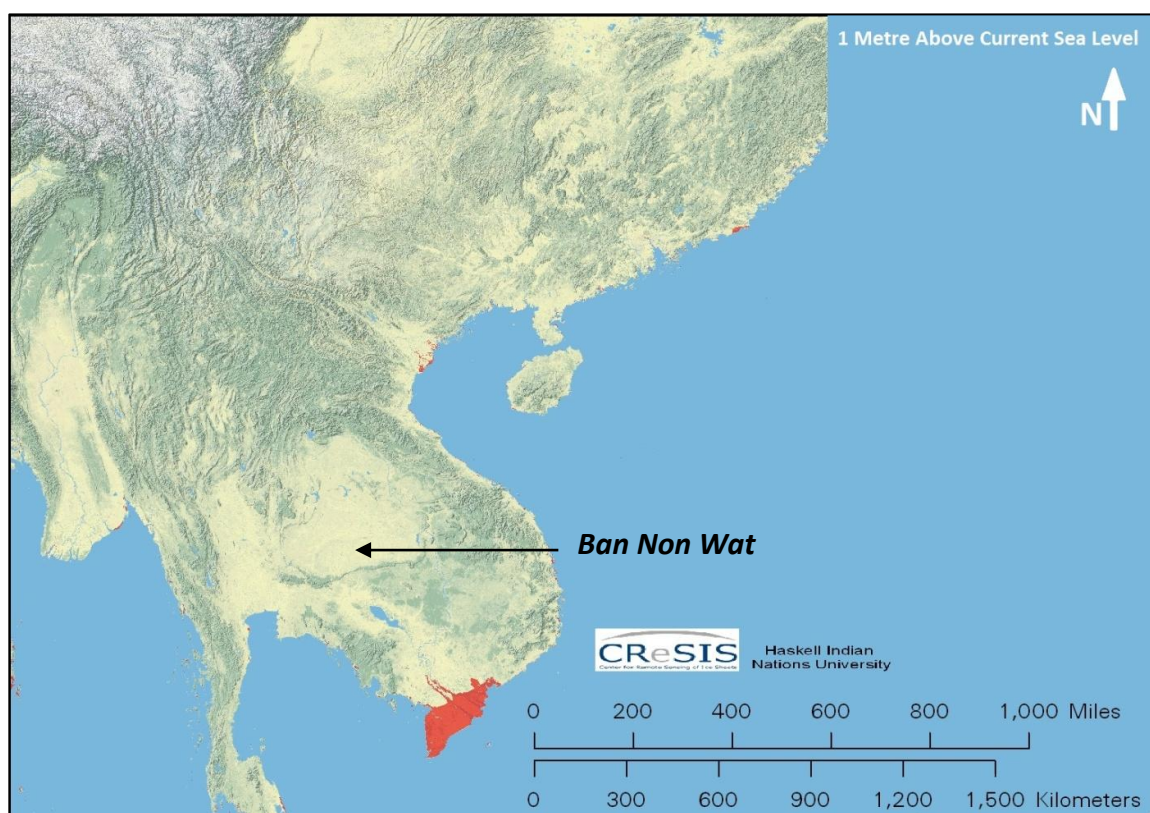 1 Metre Above Current Sea Level
N
Ban Non Wat
CReSIS
Center for Remote Sensing of Ice Sheets
Haskell Indian
Nations University
0 200 400 600 800 1,000 Miles
0 300 600 900 1,200 1,500 Kilometers